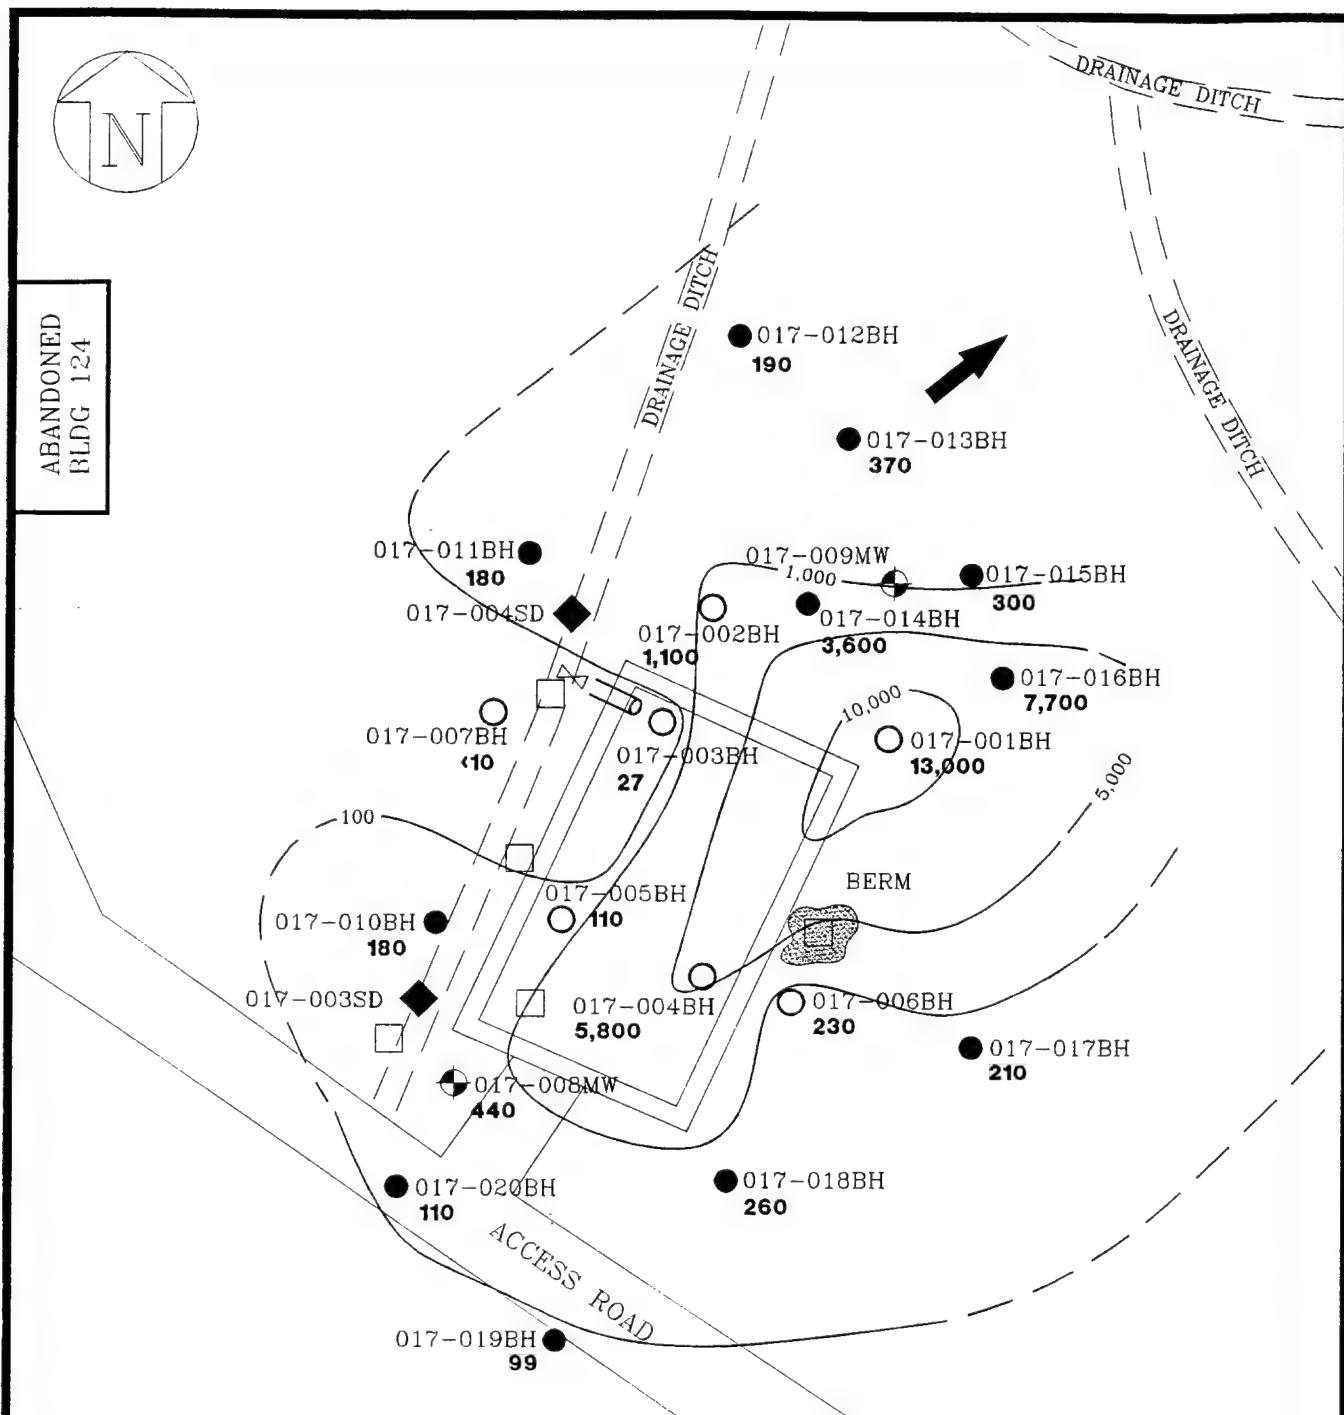 DRAINAGE DITCH
N
DRAINAGE DITCH
ABANDONED
BLDG 124
017-012BH
190
DRAINAGE DITCH
017-013BH
370
017-011BH
180
017-009MW
1,000
017-015BH
300
017-004SD
017-002BH
1,100
017-014BH
3,600
017-016BH
7,700
10,000
017-007BH
<10
017-003BH
27
017-001BH
13,000
5,000
100
BERM
017-005BH
110
017-010BH
180
017-003SD
017-004BH
5,800
017-006BH
230
017-017BH
210
017-008MW
440
017-020BH
110
017-018BH
260
ACCESS ROAD
017-019BH
99